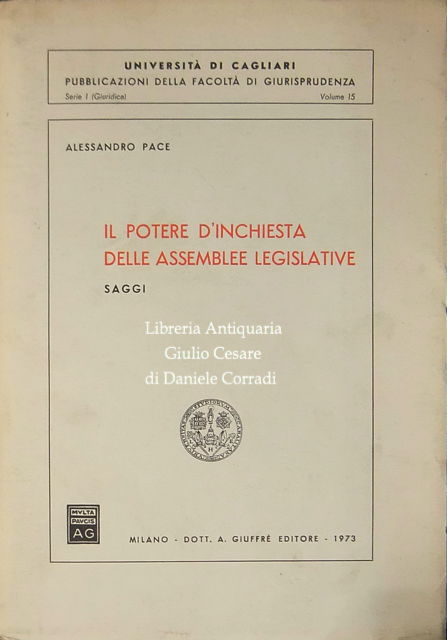 UNIVERSITÀ DI CAGLIARI
PUBBLICAZIONI DELLA FACOLTÀ DI GIURISPRUDENZA
Serie I (Giuridica) Volume 15
ALESSANDRO PACE
IL POTERE D'INCHIESTA
DELLE ASSEMBLEE LEGISLATIVE
SAGGI
Libreria Antiquaria
Giulio Cesare
di Daniele Corradi
MVLTA
PAVCIS
AG
MILANO - DOTT. A. GIUFFRÈ EDITORE - 1973